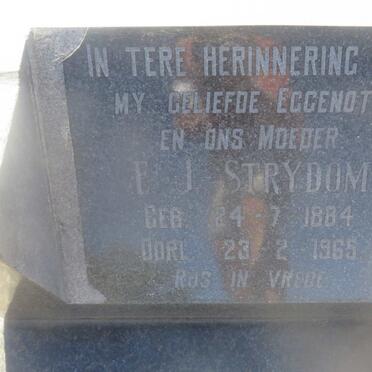 IN TERE HERINNERING
MY GELIEFDE EGGENOT
EN ONS MOEDER
E J STRYDOM
GEB. 24-7-1884
OORL. 23-2-1965
RUS IN VREDE